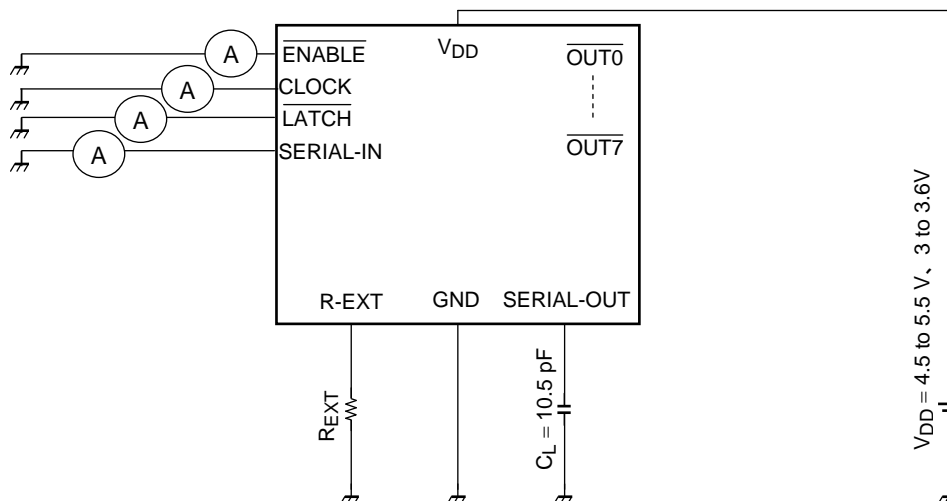 A ENABLE VDD OUT0
A CLOCK
A LATCH
A SERIAL-IN OUT7
R-EXT GND SERIAL-OUT
REXT
CL = 10.5 pF
VDD = 4.5 to 5.5 V、3 to 3.6V